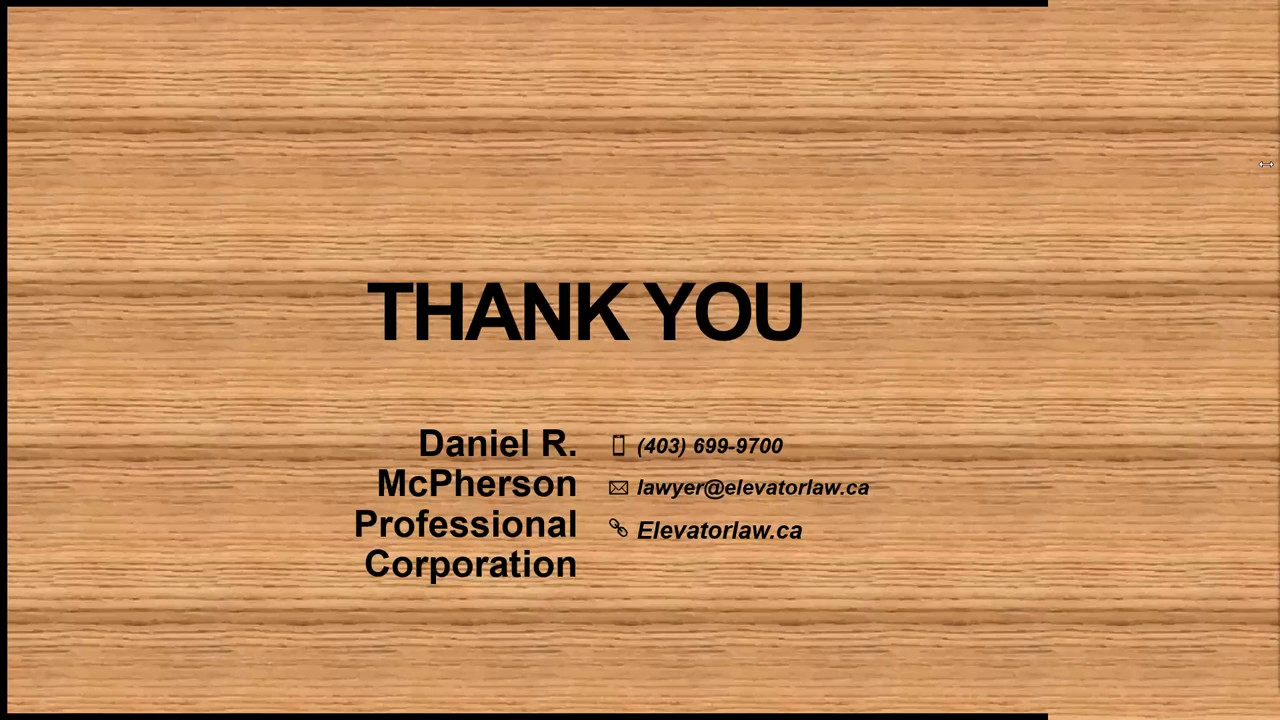 THANK YOU
Daniel R.
McPherson
Professional
Corporation
(403) 699-9700
lawyer@elevatorlaw.ca
Elevatorlaw.ca